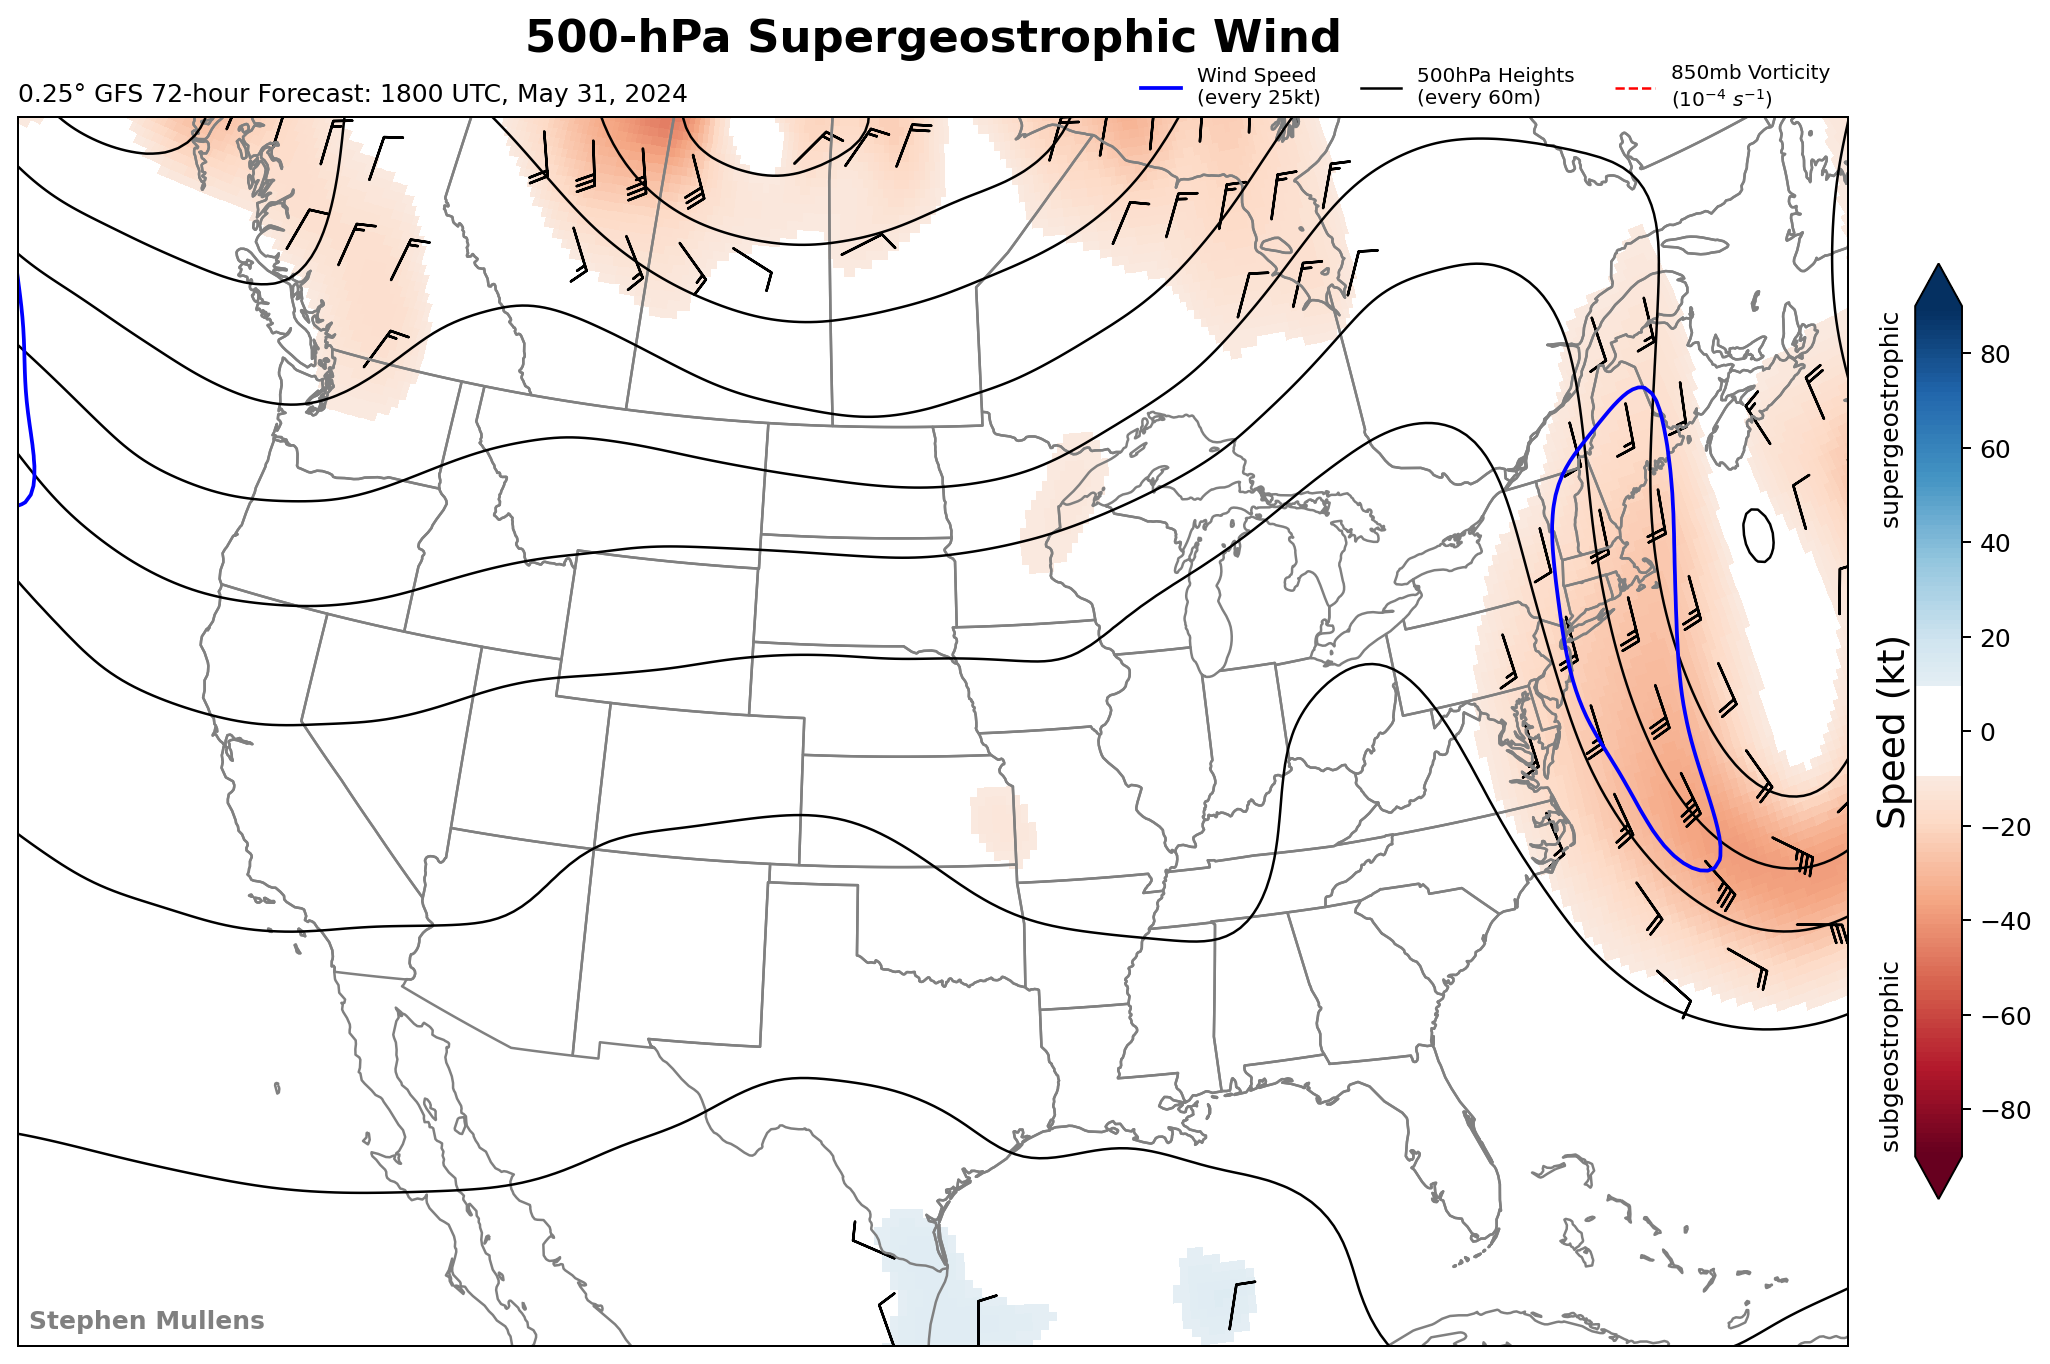 500-hPa Supergeostrophic Wind
0.25° GFS 72-hour Forecast: 1800 UTC, May 31, 2024
Wind Speed
(every 25kt)
500hPa Heights
(every 60m)
850mb Vorticity
(10⁻⁴ s⁻¹)
supergeostrophic
Speed (kt)
subgeostrophic
80
60
40
20
0
−20
−40
−60
−80
Stephen Mullens